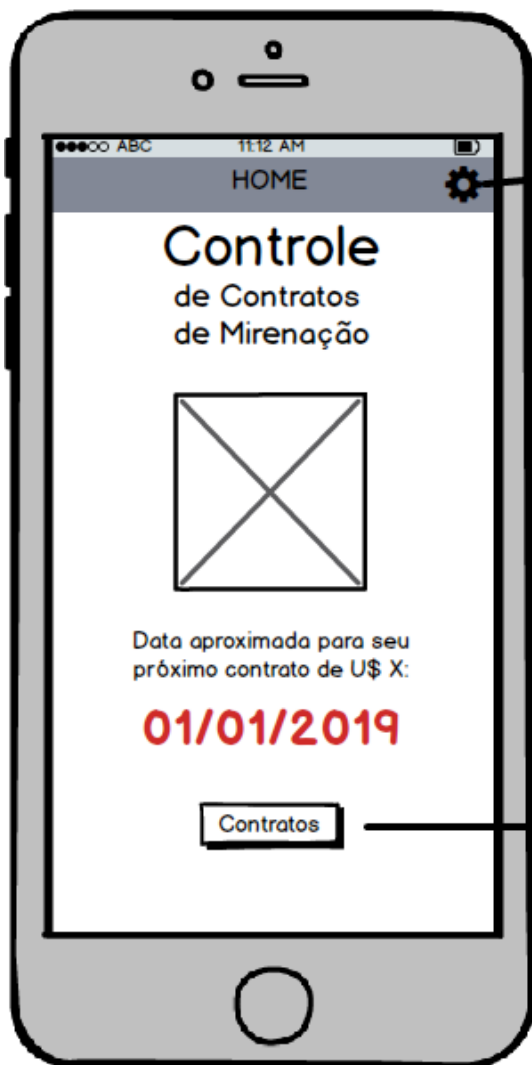 ABC 11:12 AM
HOME
Controle
de Contratos
de Mirenação
Data aproximada para seu
próximo contrato de U$ X:
01/01/2019
Contratos